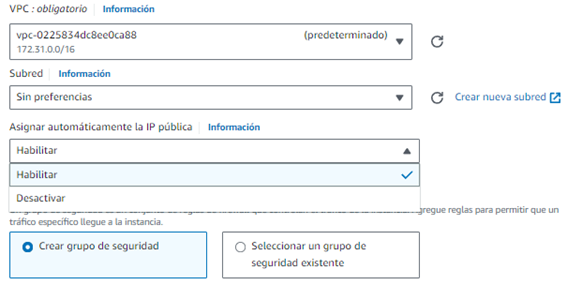 VPC : obligatorio | Información
vpc-0225834dc8ee0ca88 (predeterminado)
172.31.0.0/16
Subred | Información
Sin preferencias
Crear nueva subred
Asignar automáticamente la IP pública | Información
Habilitar
Habilitar
Desactivar
gregue reglas para permitir que un
tráfico específico llegue a la instancia.
Crear grupo de seguridad
Seleccionar un grupo de
seguridad existente